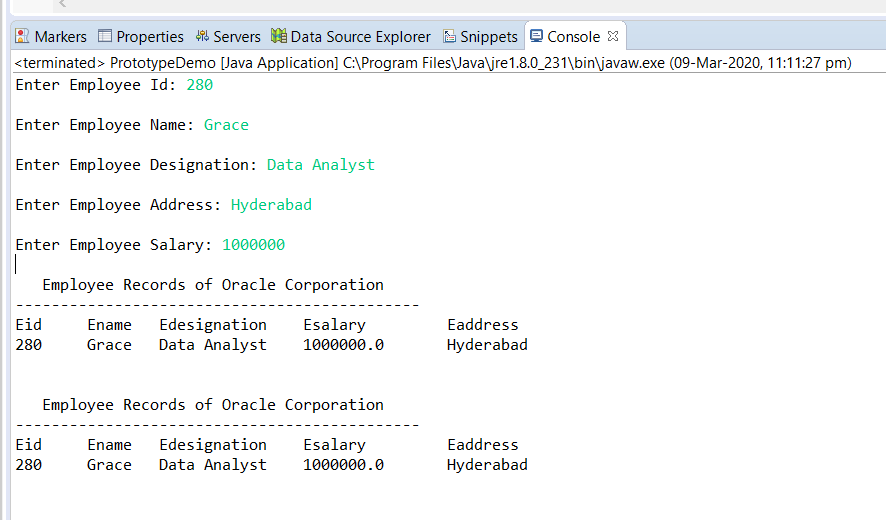 Markers Properties Servers Data Source Explorer Snippets Console
<terminated> PrototypeDemo [Java Application] C:\Program Files\Java\jre1.8.0_231\bin\javaw.exe (09-Mar-2020, 11:11:27 pm)
Enter Employee Id: 280
Enter Employee Name: Grace
Enter Employee Designation: Data Analyst
Enter Employee Address: Hyderabad
Enter Employee Salary: 1000000
Employee Records of Oracle Corporation
---------------------------------------------
Eid Ename Edesignation Esalary Eaddress
280 Grace Data Analyst 1000000.0 Hyderabad
Employee Records of Oracle Corporation
---------------------------------------------
Eid Ename Edesignation Esalary Eaddress
280 Grace Data Analyst 1000000.0 Hyderabad